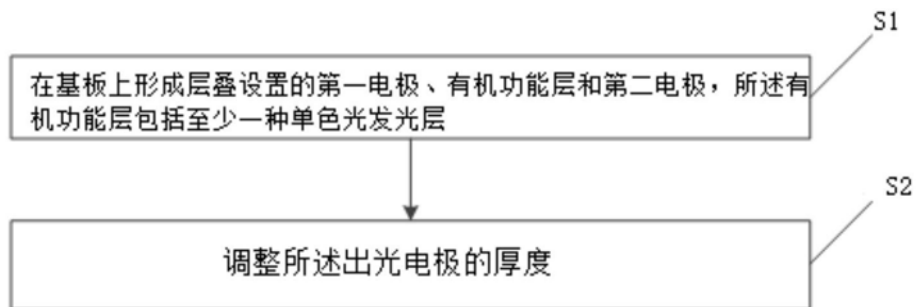 S1
在基板上形成层叠设置的第一电极、有机功能层和第二电极，所述有
机功能层包括至少一种单色光发光层
S2
调整所述出光电极的厚度